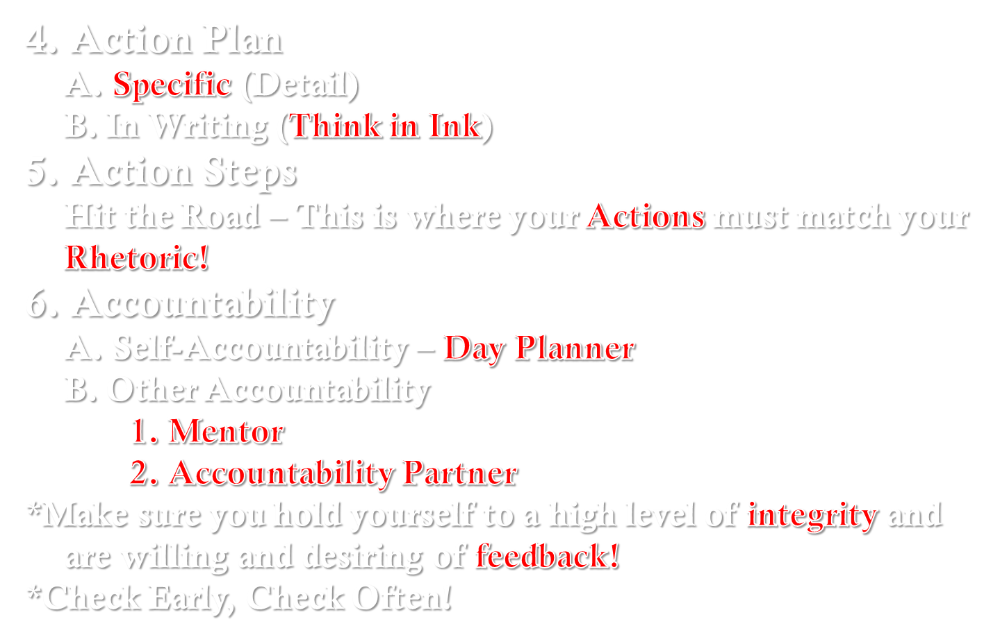 4. Action Plan
A. Specific (Detail)
B. In Writing (Think in Ink)
5. Action Steps
Hit the Road – This is where your Actions must match your
Rhetoric!
6. Accountability
A. Self-Accountability – Day Planner
B. Other Accountability
1. Mentor
2. Accountability Partner
*Make sure you hold yourself to a high level of integrity and
are willing and desiring of feedback!
*Check Early, Check Often!